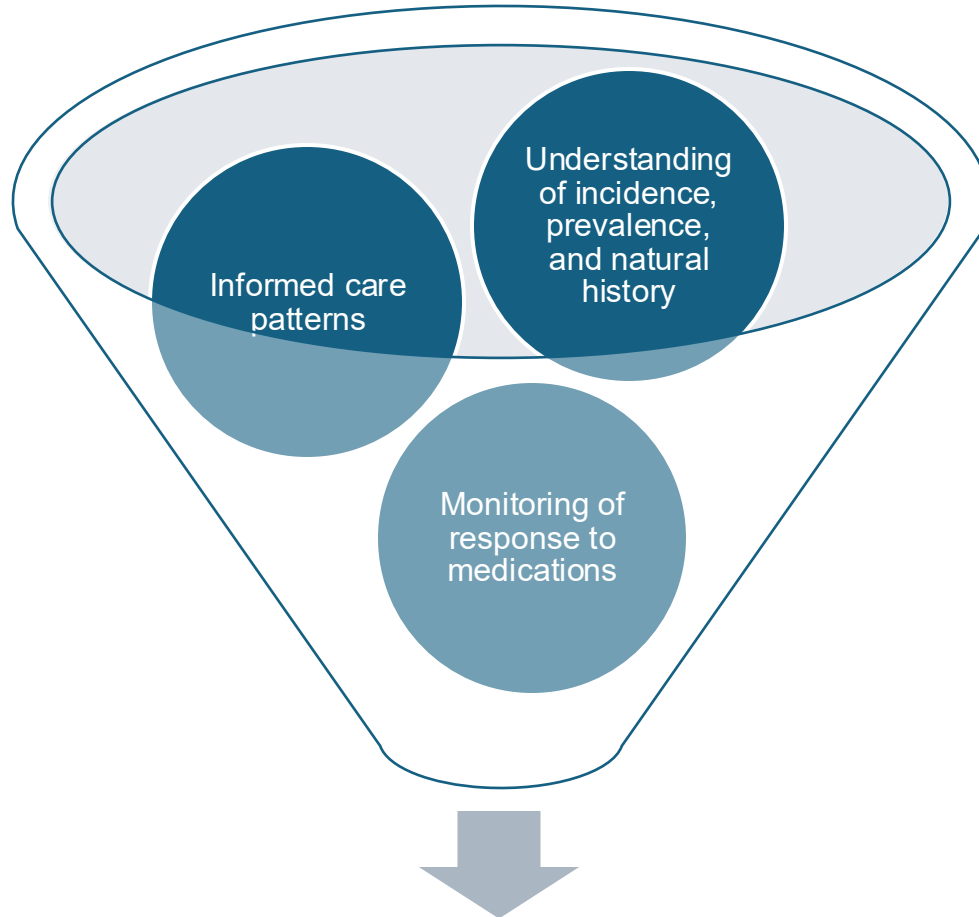 Understanding
of incidence,
prevalence,
and natural
history
Informed care
patterns
Monitoring of
response to
medications